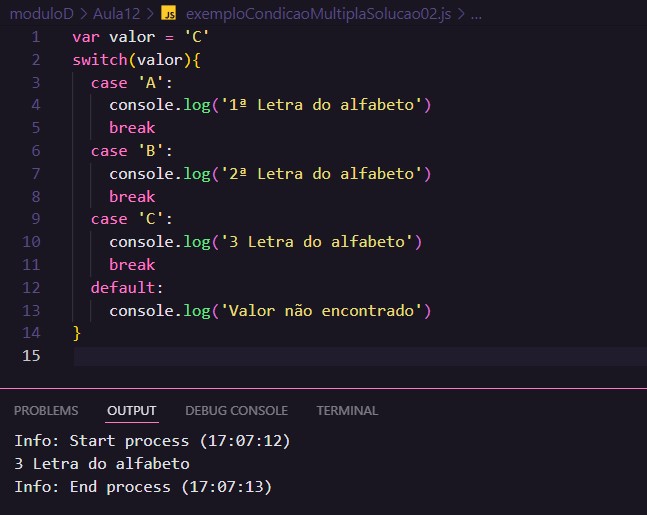 moduloD > Aula12 > JS exemploCondicaoMultiplaSolucao02.js > ...
1 var valor = 'C'
2 switch(valor){
3   case 'A':
4     console.log('1ª Letra do alfabeto')
5     break
6   case 'B':
7     console.log('2ª Letra do alfabeto')
8     break
9   case 'C':
10     console.log('3 Letra do alfabeto')
11     break
12   default:
13     console.log('Valor não encontrado')
14 }
15
PROBLEMS OUTPUT DEBUG CONSOLE TERMINAL
Info: Start process (17:07:12)
3 Letra do alfabeto
Info: End process (17:07:13)